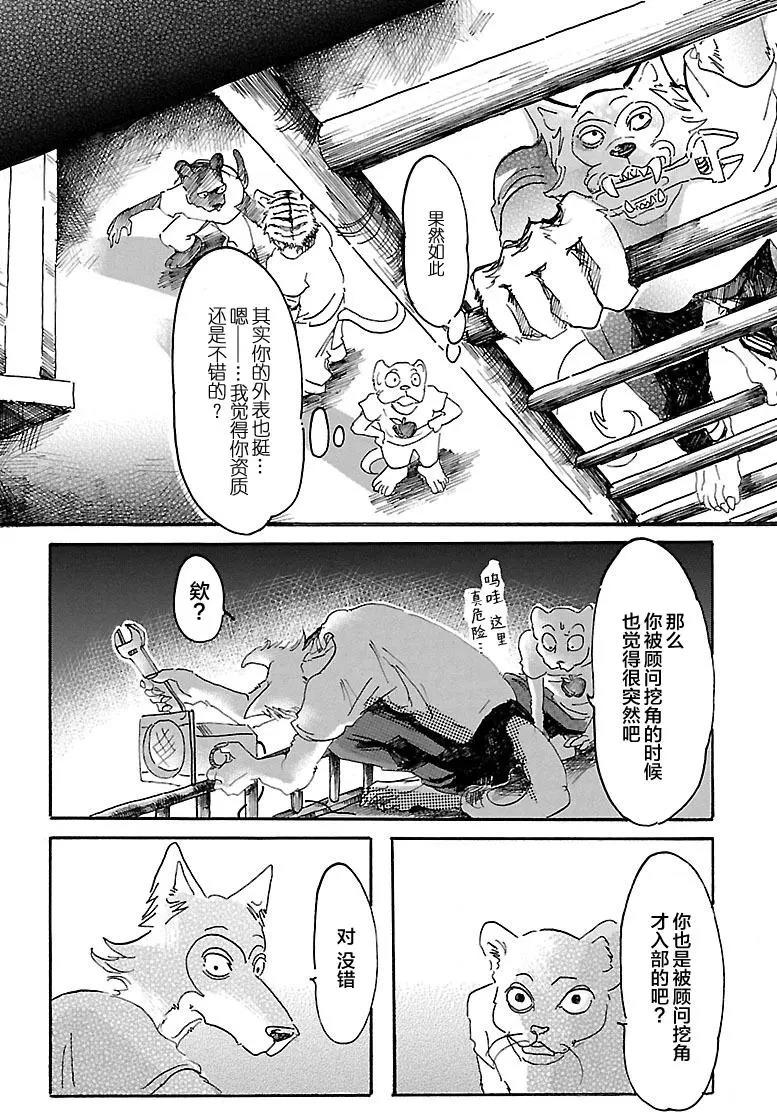 果然如此
其实你的外表也挺…
嗯——…我觉得你资质
还是不错的？
那么
你被顾问挖角的时候
也觉得很突然吧
呜哇 这里
真危险…
欸？
你也是被顾问挖角
才入部的吧？
对 没错